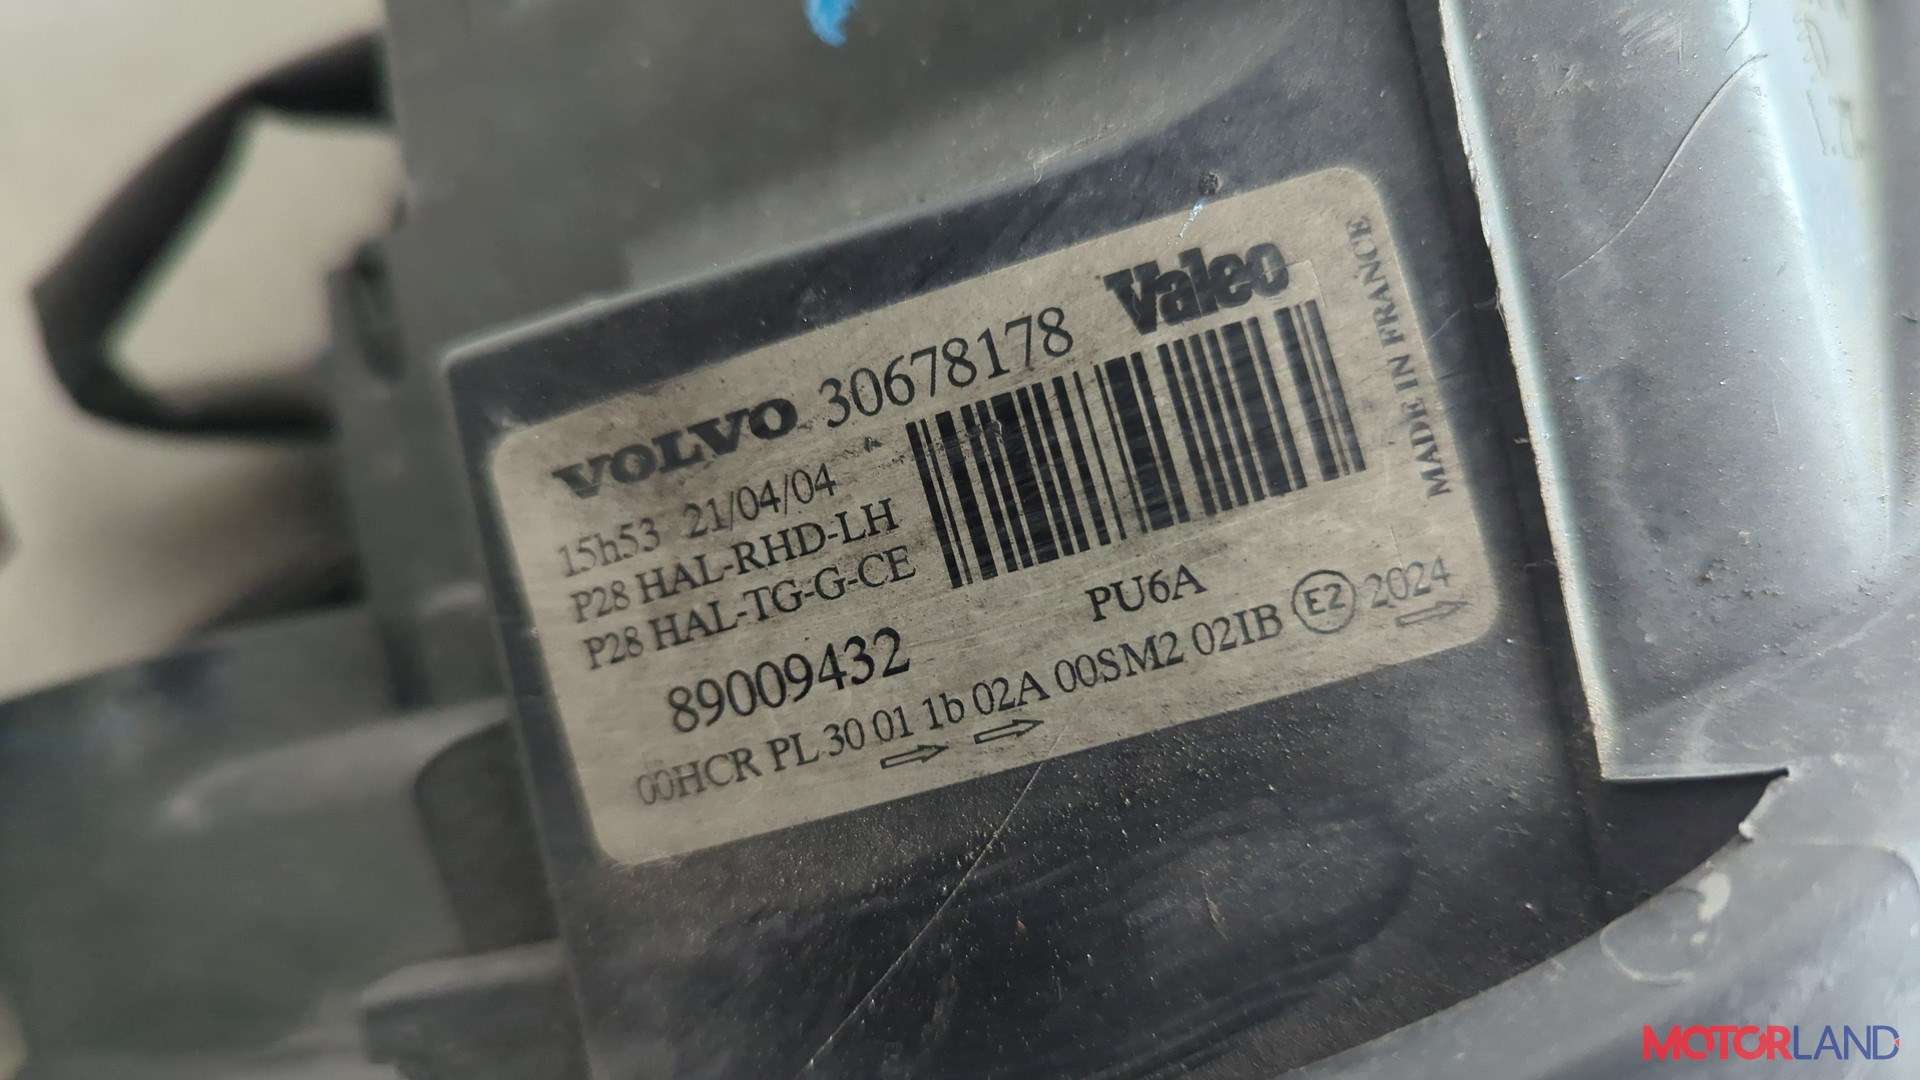 VOLVO 30678178 Valeo
15h53 21/04/04
P28 HAL-RHD-LH
P28 HAL-TG-G-CE
89009432
PU6A
00HCR PL 30 01 1b 02A 00SM2 02IB E2 2024
MADE IN FRANCE
MOTORLAND